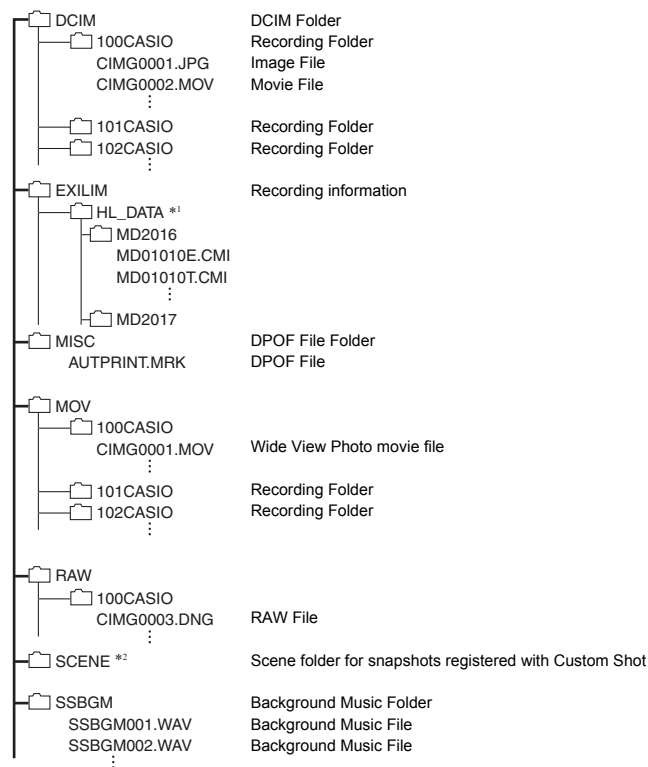 DCIM DCIM Folder
100CASIO Recording Folder
CIMG0001.JPG Image File
CIMG0002.MOV Movie File
101CASIO Recording Folder
102CASIO Recording Folder
EXILIM Recording information
HL_DATA *1
MD2016
MD01010E.CMI
MD01010T.CMI
MD2017
MISC DPOF File Folder
AUTPRINT.MRK DPOF File
MOV
100CASIO
CIMG0001.MOV Wide View Photo movie file
101CASIO Recording Folder
102CASIO Recording Folder
RAW
100CASIO
CIMG0003.DNG RAW File
SCENE *2 Scene folder for snapshots registered with Custom Shot
SSBGM Background Music Folder
SSBGM001.WAV Background Music File
SSBGM002.WAV Background Music File